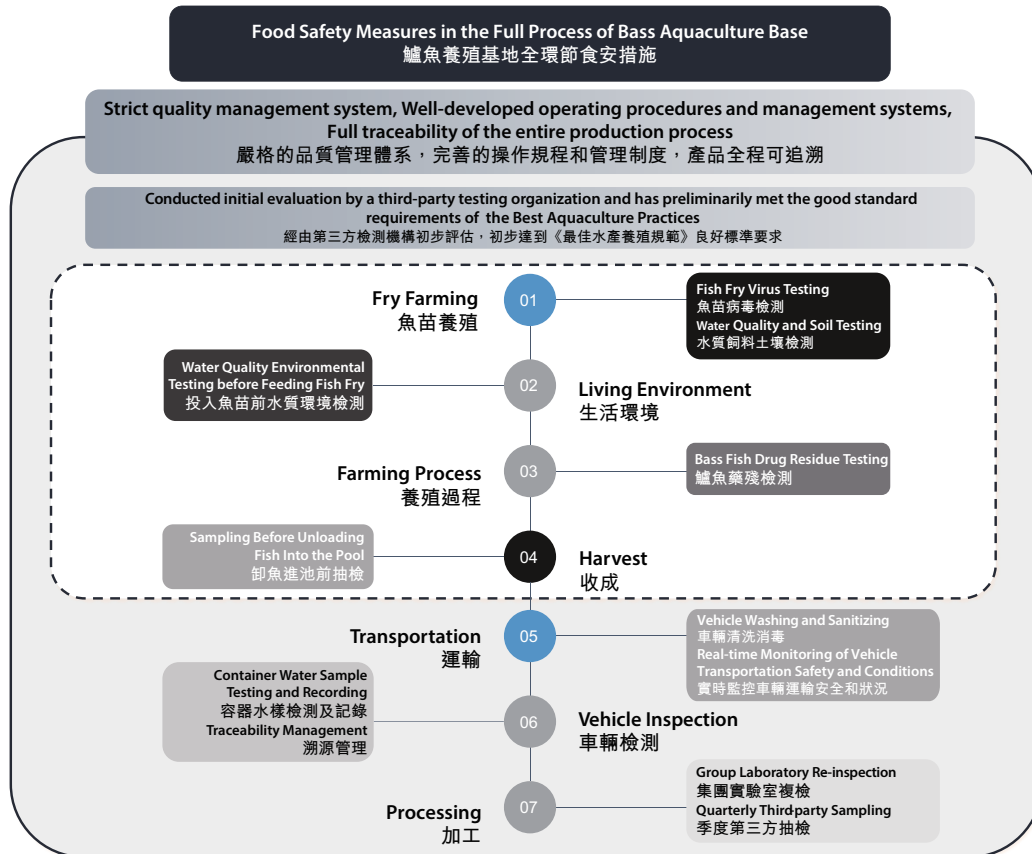 Food Safety Measures in the Full Process of Bass Aquaculture Base
鱸魚養殖基地全環節食安措施
Strict quality management system, Well-developed operating procedures and management systems,
Full traceability of the entire production process
嚴格的品質管理體系，完善的操作規程和管理制度，產品全程可追溯
Conducted initial evaluation by a third-party testing organization and has preliminarily met the good standard
requirements of the Best Aquaculture Practices
經由第三方檢測機構初步評估，初步達到《最佳水產養殖規範》良好標準要求
Fry Farming
魚苗養殖
01
Fish Fry Virus Testing
魚苗病毒檢測
Water Quality and Soil Testing
水質飼料土壤檢測
Water Quality Environmental
Testing before Feeding Fish Fry
投入魚苗前水質環境檢測
02
Living Environment
生活環境
Farming Process
養殖過程
03
Bass Fish Drug Residue Testing
鱸魚藥殘檢測
Sampling Before Unloading
Fish Into the Pool
卸魚進池前抽檢
04
Harvest
收成
Transportation
運輸
05
Vehicle Washing and Sanitizing
車輛清洗消毒
Real-time Monitoring of Vehicle
Transportation Safety and Conditions
實時監控車輛運輸安全和狀況
Container Water Sample
Testing and Recording
容器水樣檢測及記錄
Traceability Management
溯源管理
06
Vehicle Inspection
車輛檢測
Processing
加工
07
Group Laboratory Re-inspection
集團實驗室複檢
Quarterly Third-party Sampling
季度第三方抽檢